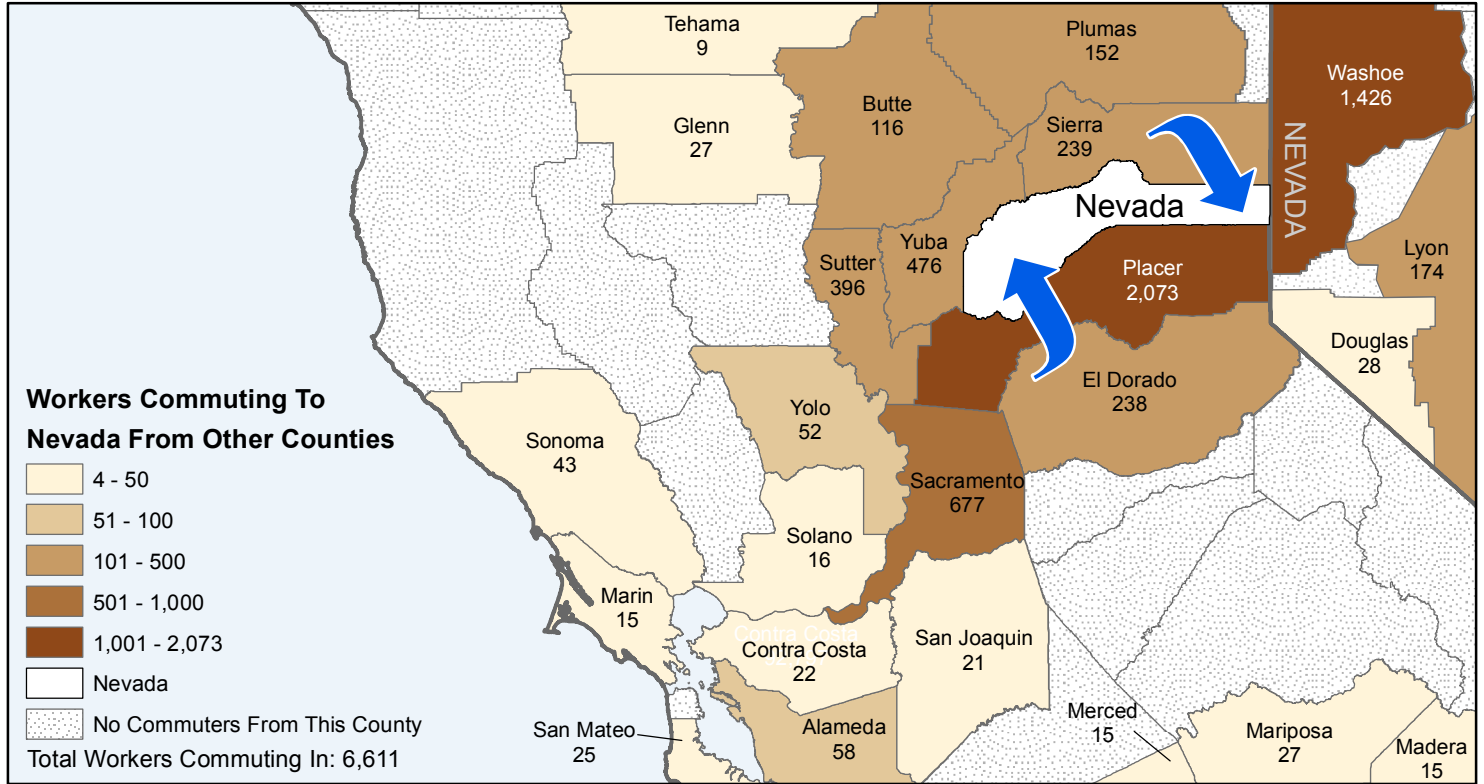 Tehama
9
Plumas
152
Washoe
1,426
Butte
116
Glenn
27
Sierra
239
NEVADA
Nevada
Yuba
476
Sutter
396
Placer
2,073
Lyon
174
Douglas
28
El Dorado
238
Workers Commuting To
Nevada From Other Counties
4 - 50
51 - 100
101 - 500
501 - 1,000
1,001 - 2,073
Nevada
No Commuters From This County
Total Workers Commuting In: 6,611
Yolo
52
Sonoma
43
Sacramento
677
Solano
16
Marin
15
Contra Costa
Contra Costa
22
San Joaquin
21
San Mateo
25
Alameda
58
Merced
15
Mariposa
27
Madera
15